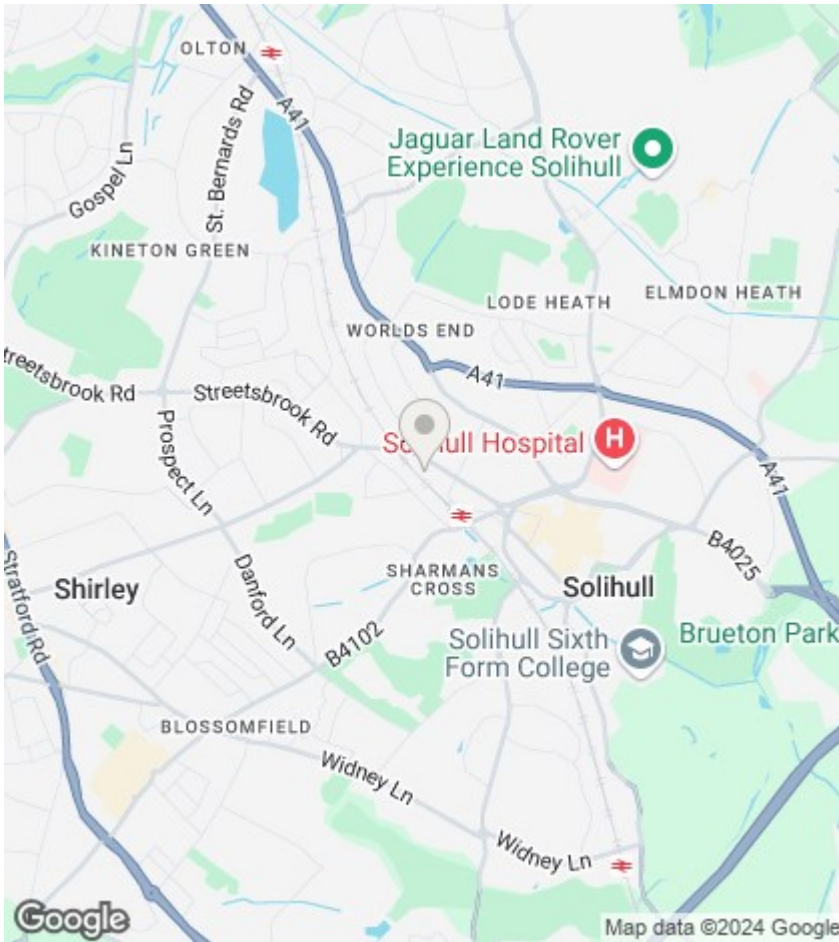 OLTON
A41
St. Bernards Rd
Gospel Ln
Jaguar Land Rover
Experience Solihull
KINETON GREEN
LODE HEATH
ELMDON HEATH
WORLDS END
A41
Streetsbrook Rd
treetsbrook Rd
Prospect Ln
Solihull Hospital
H
A41
B4025
SHARMANS
CROSS
Shirley
Solihull
Stratford Rd
Danford Ln
B4102
Solihull Sixth
Form College
Brueton Park
BLOSSOMFIELD
Widney Ln
Widney Ln
Google
Map data ©2024 Google